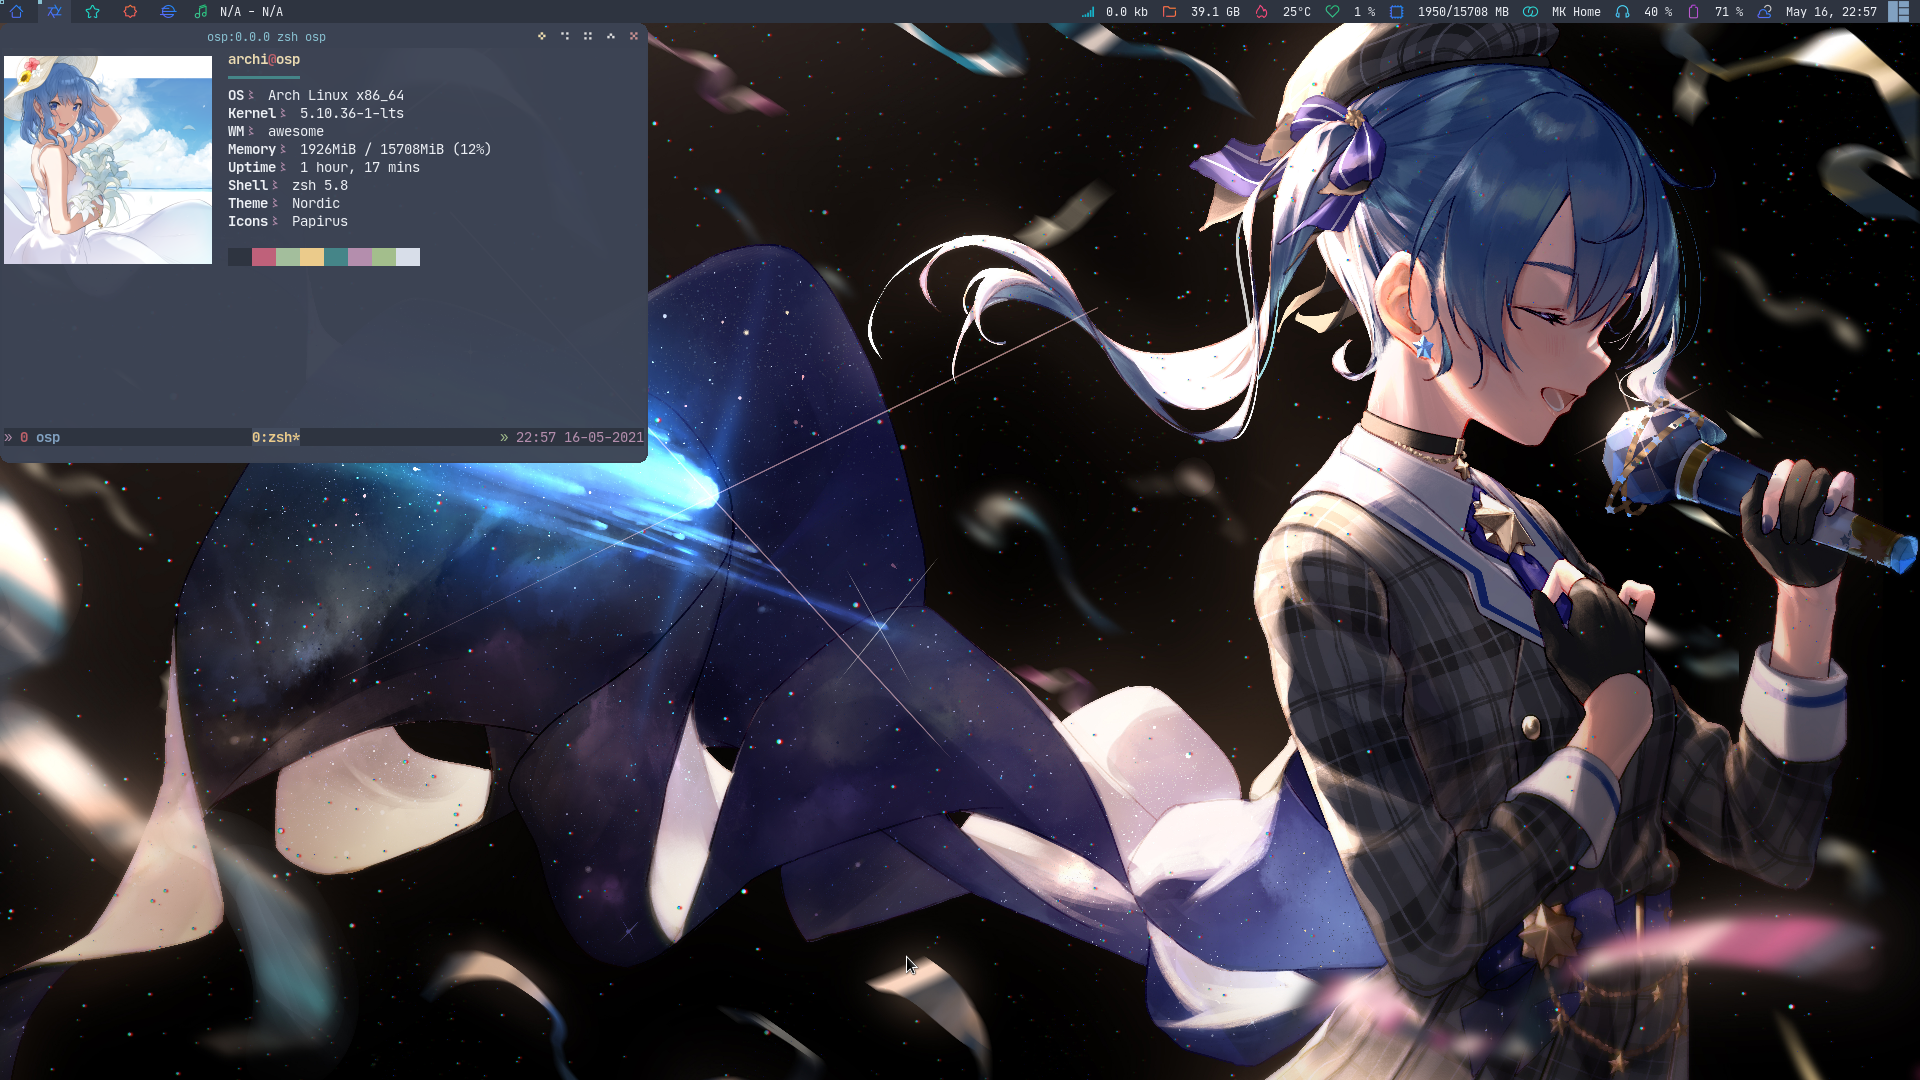 N/A - N/A
0.0 kb 39.1 GB 25°C 1 % 1950/15708 MB MK Home 40 % 71 % May 16, 22:57
osp:0.0.0 zsh osp
archi@osp
OS Arch Linux x86_64
Kernel 5.10.36-1-lts
WM awesome
Memory 1926MiB / 15708MiB (12%)
Uptime 1 hour, 17 mins
Shell zsh 5.8
Theme Nordic
Icons Papirus
» 0 osp 0:zsh* » 22:57 16-05-2021